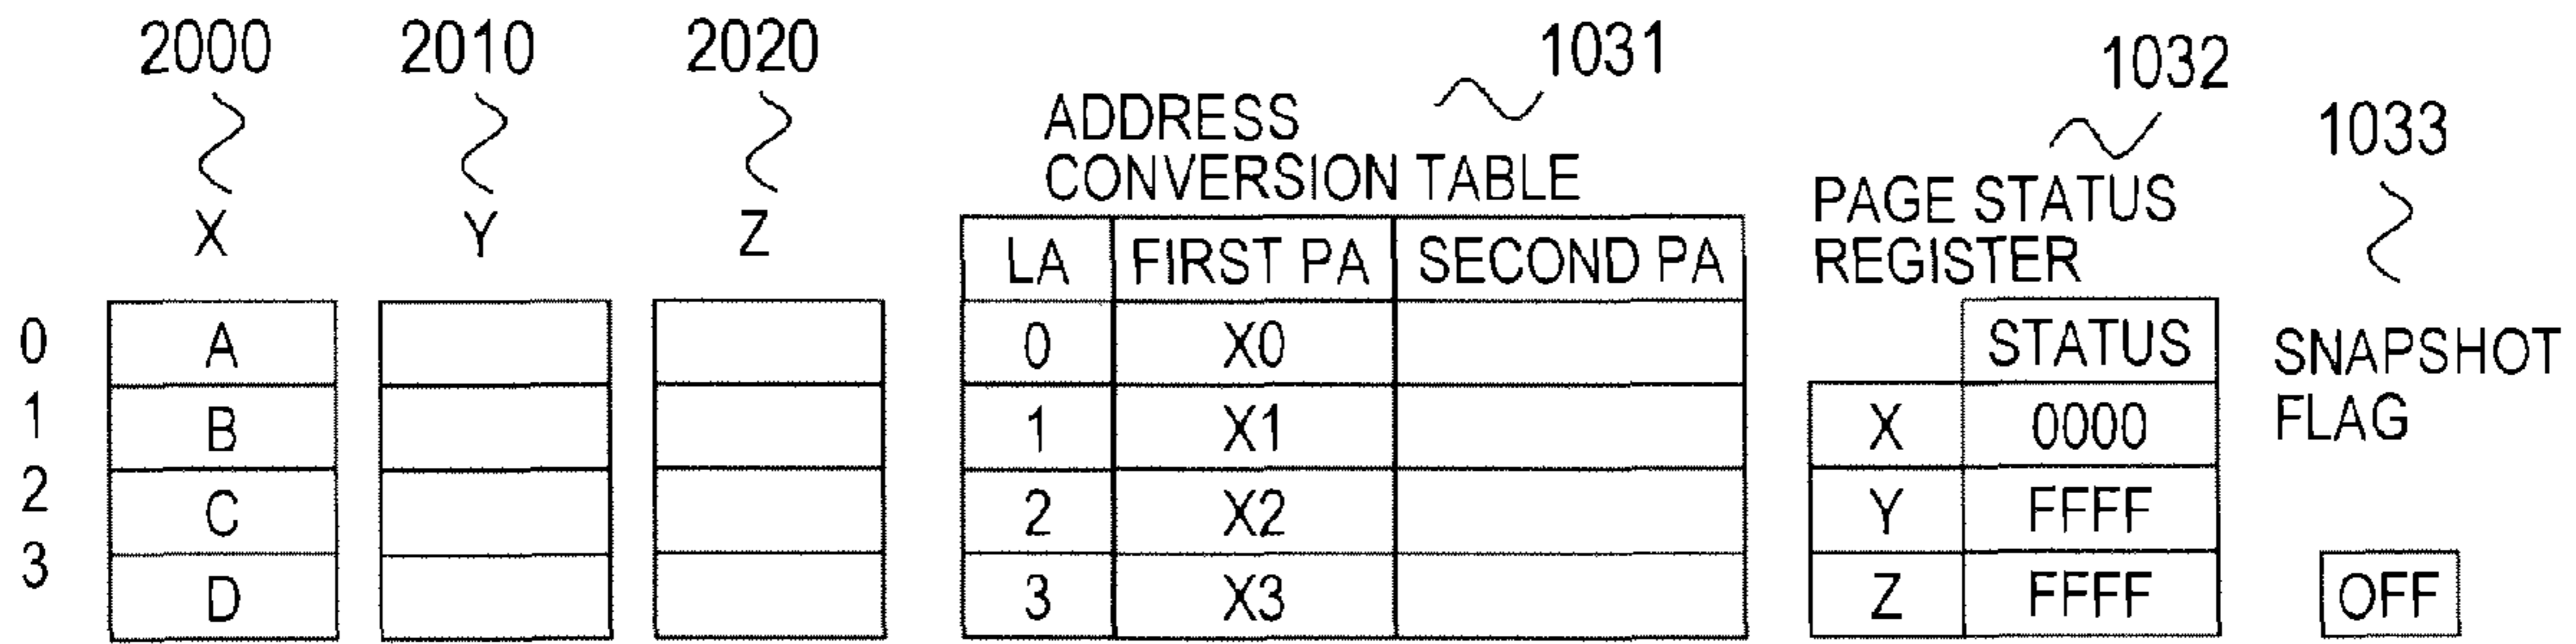 2000 2010 2020 1031 1032 1033
ADDRESS
CONVERSION TABLE
PAGE STATUS
REGISTER
X Y Z
LA FIRST PA SECOND PA
STATUS
SNAPSHOT
FLAG
0 A 0 X0
1 B 1 X1 X 0000
2 C 2 X2 Y FFFF
3 D 3 X3 Z FFFF OFF